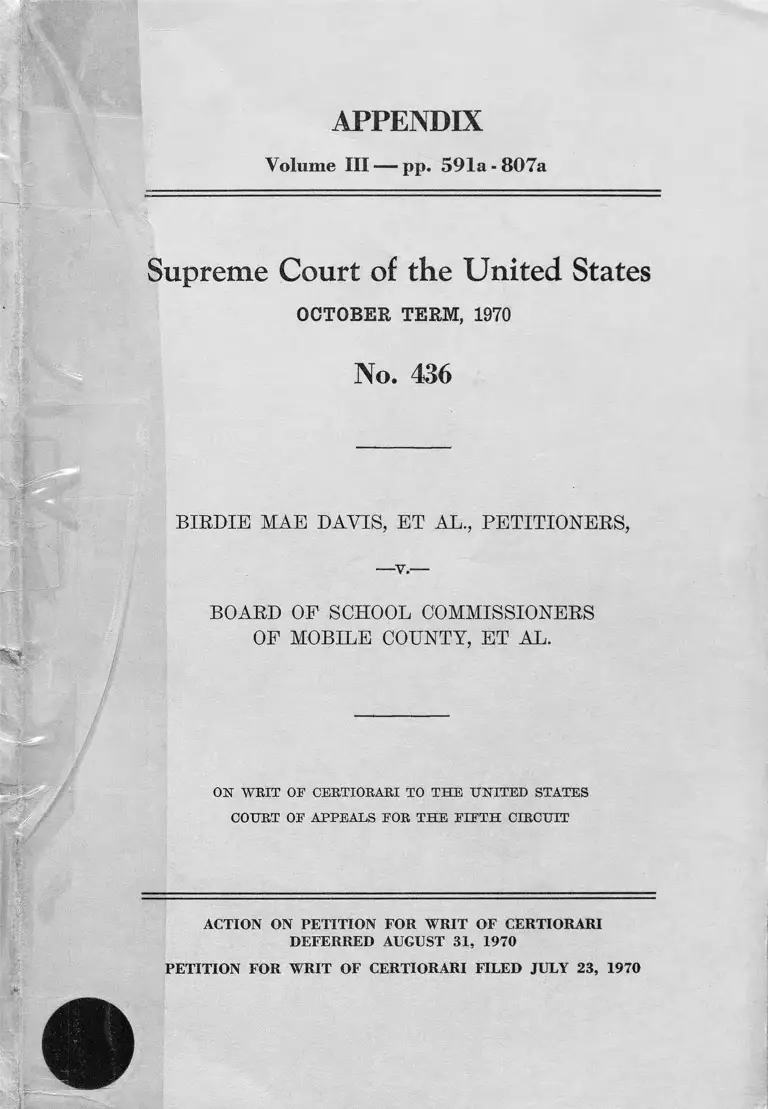 APPENDIX
Volume III — pp. 591a - 807a
Supreme Court of the United States
OCTOBER TERM, 1970
No. 436
BIRDIE MAE DAVIS, ET AL., PETITIONERS,
—v.—
BOARD OF SCHOOL COMMISSIONERS
OF MOBILE COUNTY, ET AL.
ON WRIT OF CERTIORARI TO THE UNITED STATES
COURT OF APPEALS FOR THE FIFTH CIRCUIT
ACTION ON PETITION FOR WRIT OF CERTIORARI
DEFERRED AUGUST 31, 1970
PETITION FOR WRIT OF CERTIORARI FILED JULY 23, 1970